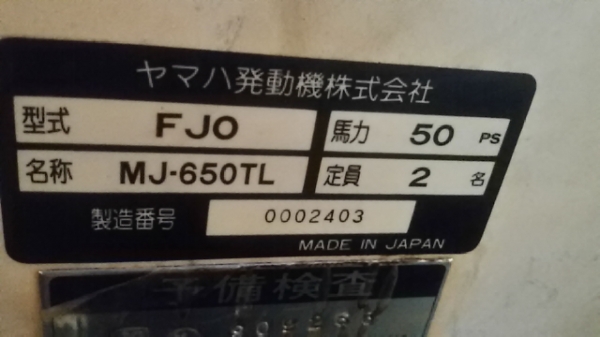 ヤマハ発動機株式会社
型式 FJO 馬力 50 PS
名称 MJ-650TL 定員 2 名
製造番号 0002403
MADE IN JAPAN
予備検査